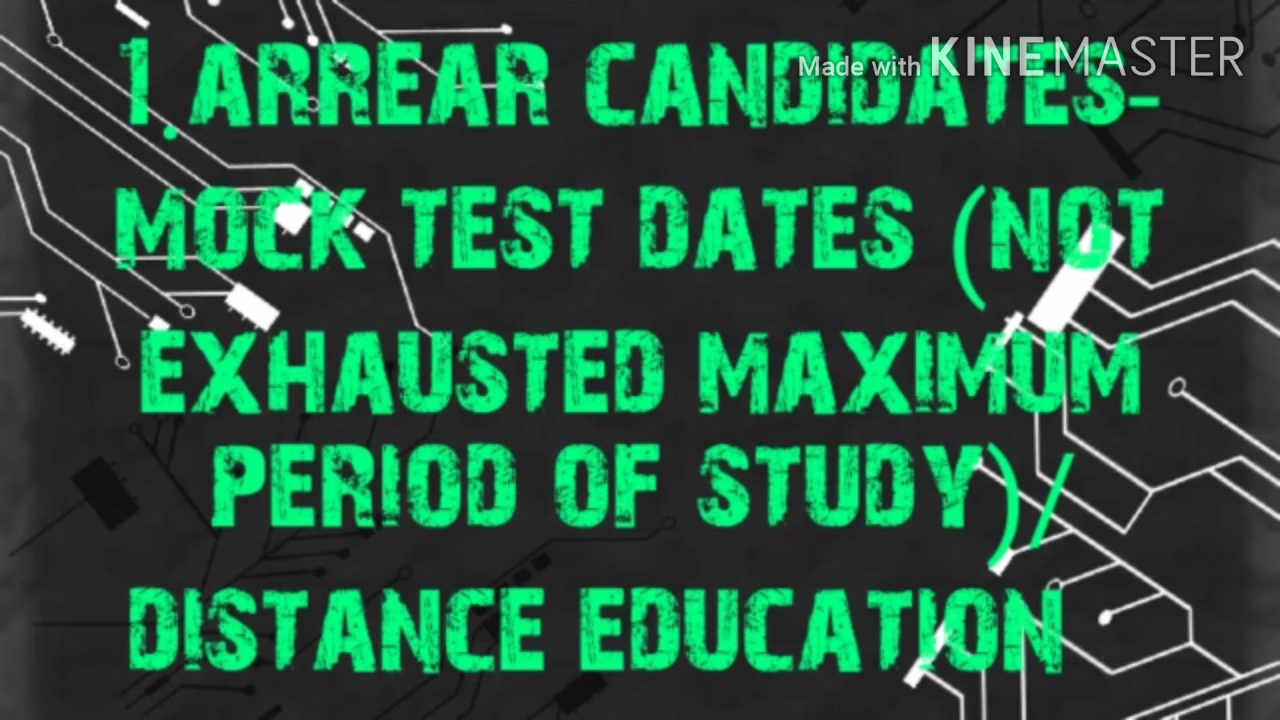 Made with KINEMASTER
1. ARREAR CANDIDATES-
MOCK TEST DATES (NOT
EXHAUSTED MAXIMUM
PERIOD OF STUDY)/
DISTANCE EDUCATION